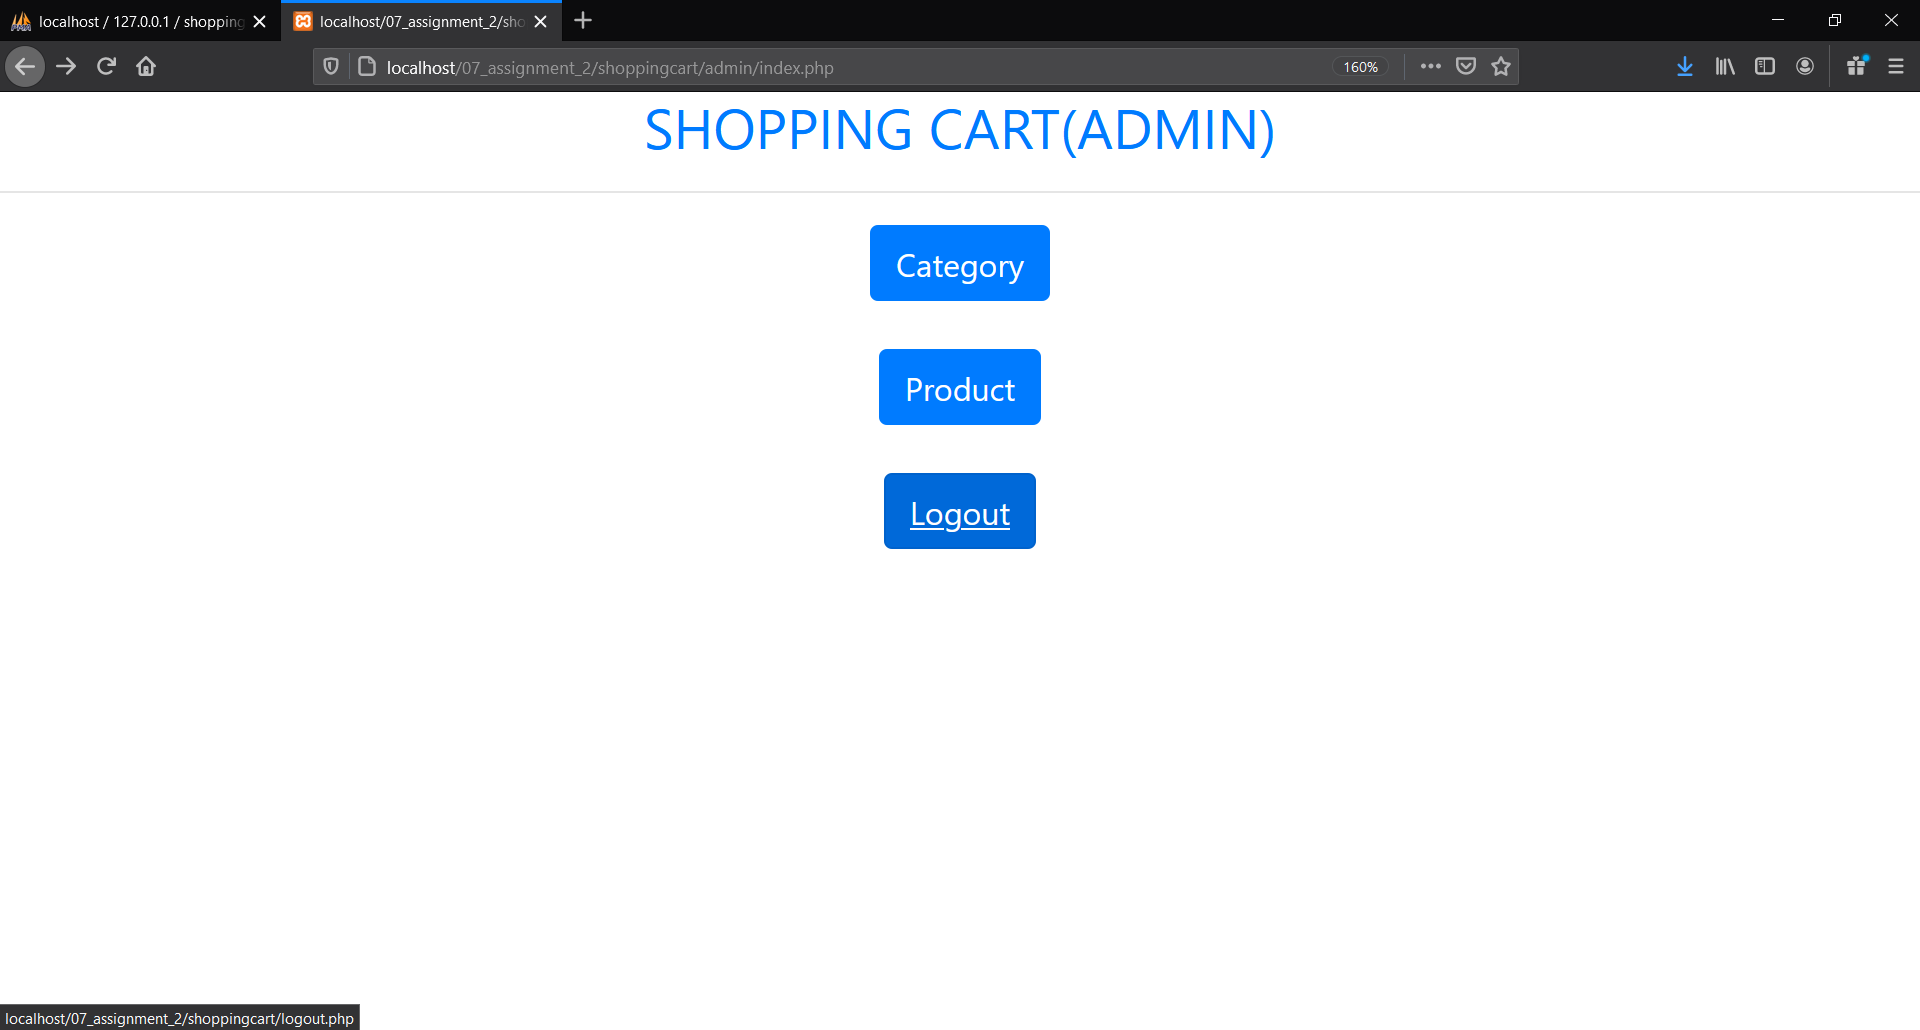 localhost / 127.0.0.1 / shopping
localhost/07_assignment_2/sho
localhost/07_assignment_2/shoppingcart/admin/index.php
160%
SHOPPING CART(ADMIN)
Category
Product
Logout
localhost/07_assignment_2/shoppingcart/logout.php